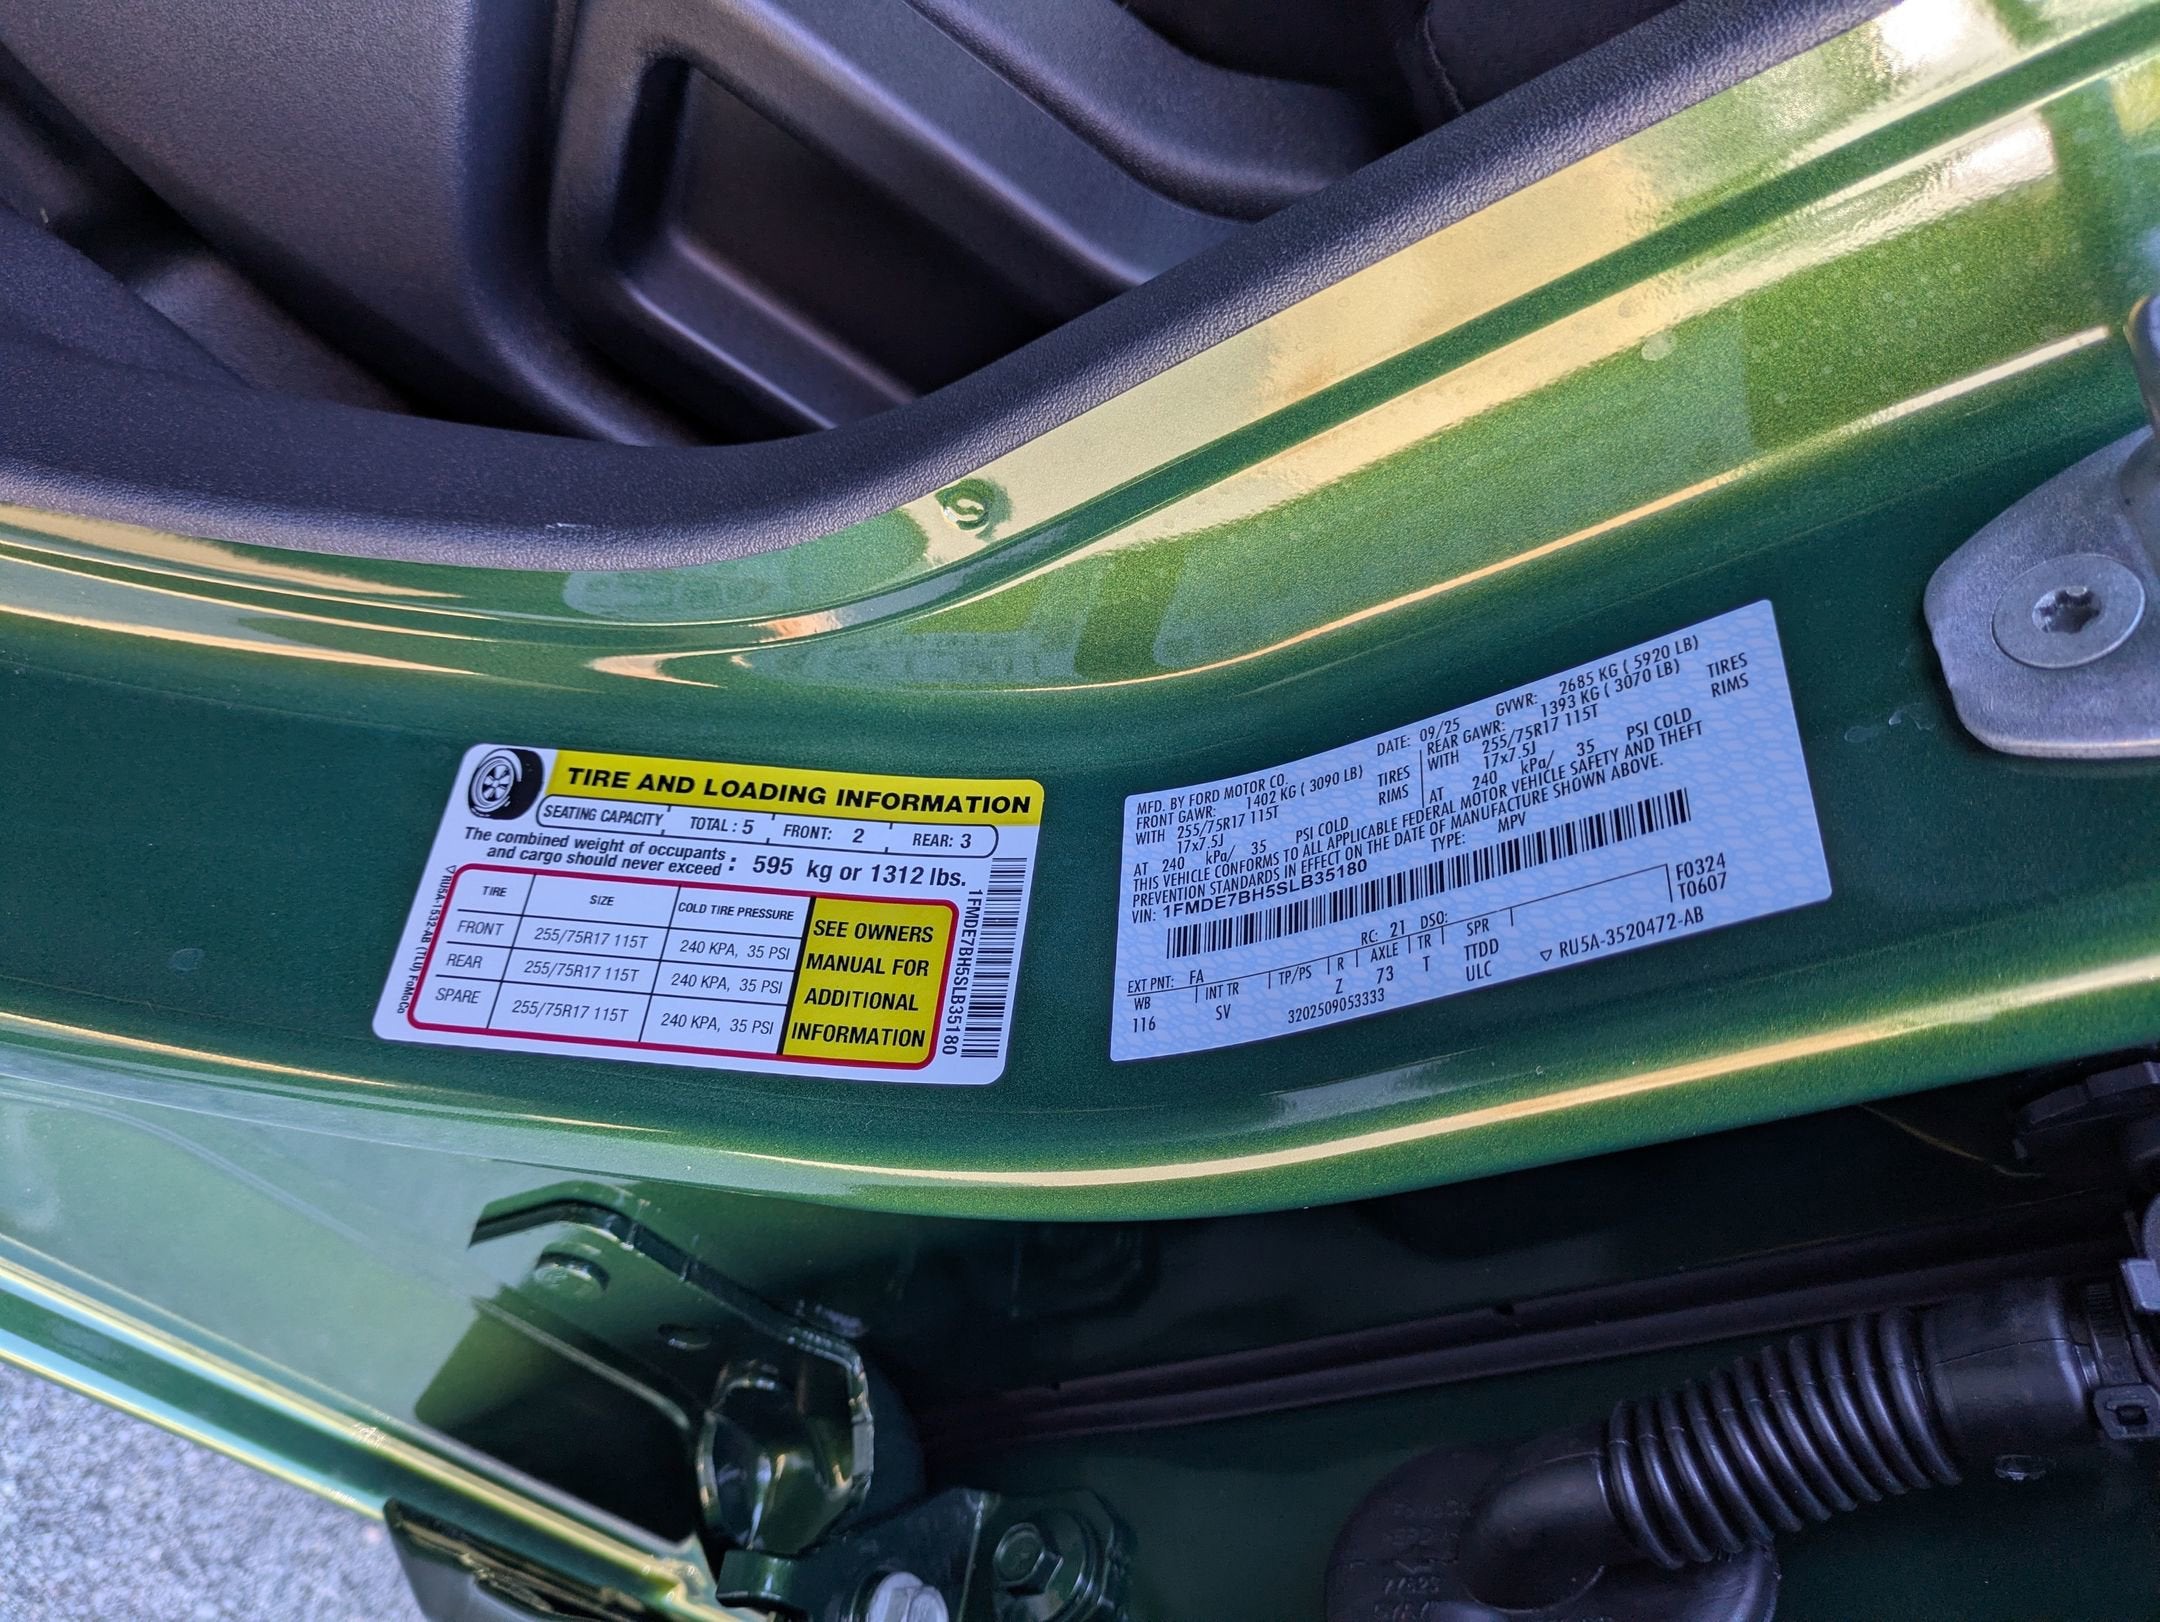 TIRE AND LOADING INFORMATION
SEATING CAPACITY TOTAL : 5 FRONT: 2 REAR: 3
The combined weight of occupants
and cargo should never exceed : 595 kg or 1312 lbs.
TIRE SIZE COLD TIRE PRESSURE
FRONT 255/75R17 115T 240 KPA, 35 PSI
REAR 255/75R17 115T 240 KPA, 35 PSI
SPARE 255/75R17 115T 240 KPA, 35 PSI
SEE OWNERS
MANUAL FOR
ADDITIONAL
INFORMATION
RU5A-1532-AB (TLU) FoMoCo
1FMDE7BH5SLB35180
MFD. BY FORD MOTOR CO. DATE: 09/25 GVWR: 2685 KG ( 5920 LB)
FRONT GAWR: 1402 KG ( 3090 LB) REAR GAWR: 1393 KG ( 3070 LB)
WITH 255/75R17 115T TIRES WITH 255/75R17 115T TIRES
17x7.5J RIMS 17x7.5J RIMS
AT 240 kPa/ 35 PSI COLD AT 240 kPa/ 35 PSI COLD
THIS VEHICLE CONFORMS TO ALL APPLICABLE FEDERAL MOTOR VEHICLE SAFETY AND THEFT
PREVENTION STANDARDS IN EFFECT ON THE DATE OF MANUFACTURE SHOWN ABOVE.
VIN: 1FMDE7BH5SLB35180 TYPE: MPV
F0324
T0607
EXT PNT: FA RC: 21 DSO:
WB INT TR TP/PS R AXLE TR SPR
116 SV Z 73 T TTDD
ULC
3202509053333
RU5A-3520472-AB